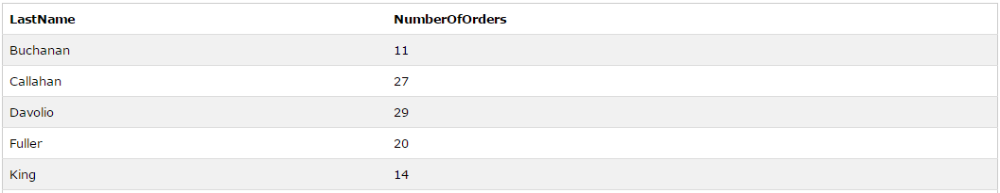 LastName NumberOfOrders
Buchanan 11
Callahan 27
Davolio 29
Fuller 20
King 14